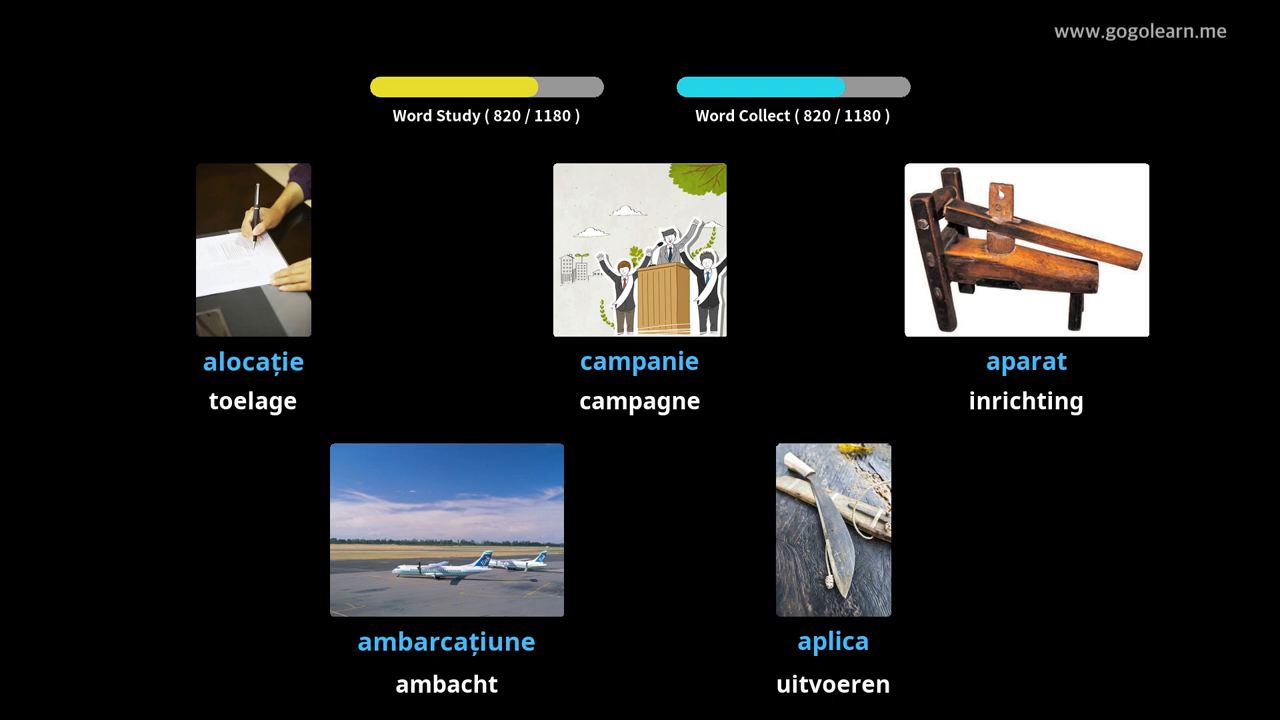 www.gogolearn.me
Word Study ( 820 / 1180 )
Word Collect ( 820 / 1180 )
alocație
campanie
aparat
toelage
campagne
inrichting
ambarcațiune
aplica
ambacht
uitvoeren